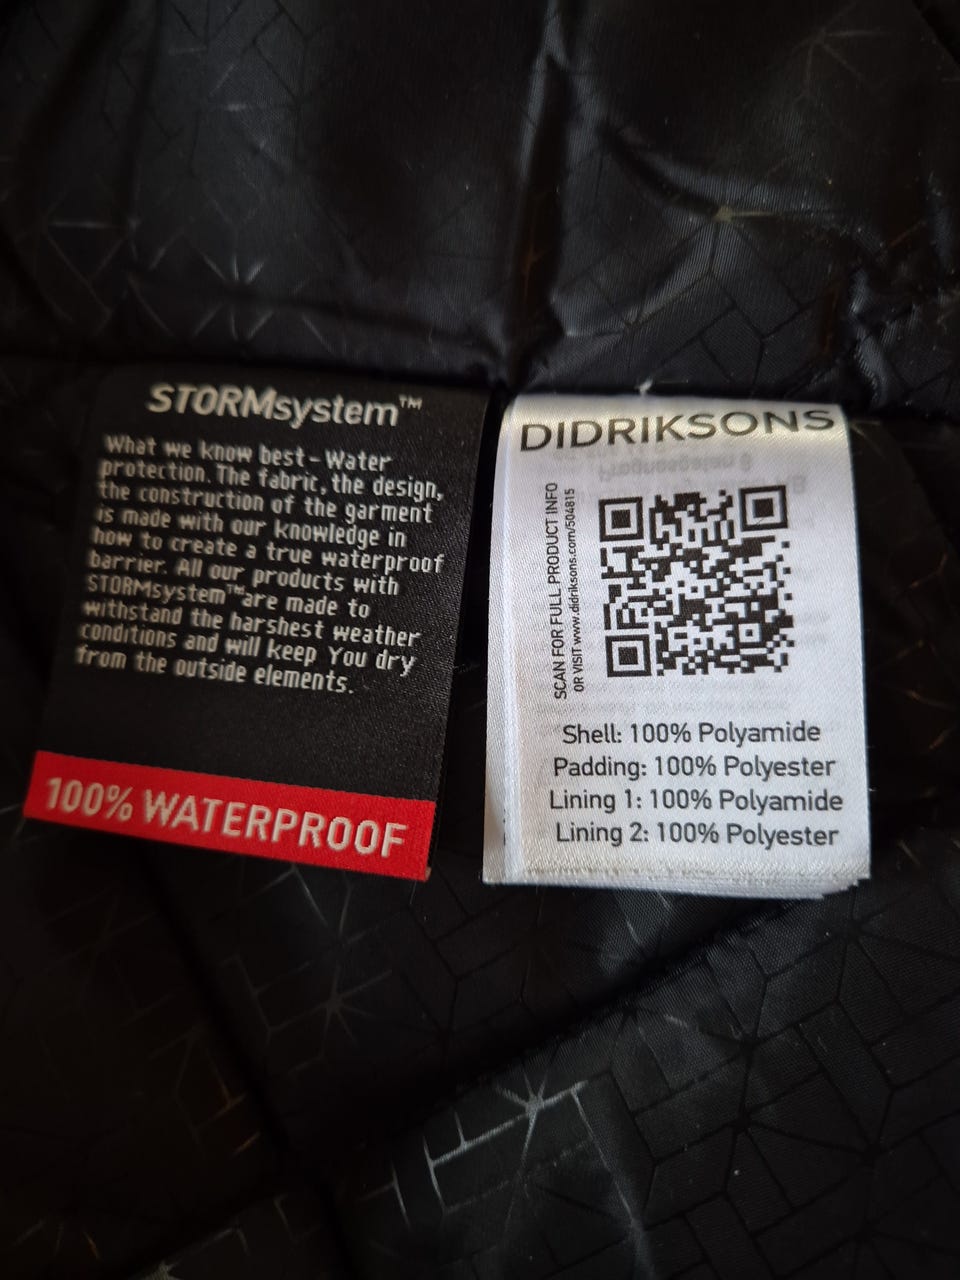 STORMsystem™
What we know best - Water
protection. The fabric, the design,
the construction of the garment
is made with our knowledge in
how to create a true waterproof
barrier. All our products with
STORMsystem™are made to
withstand the harshest weather
conditions and will keep You dry
from the outside elements.
100% WATERPROOF
DIDRIKSONS
SCAN FOR FULL PRODUCT INFO
OR VISIT www.didriksons.com/504815
Shell: 100% Polyamide
Padding: 100% Polyester
Lining 1: 100% Polyamide
Lining 2: 100% Polyester